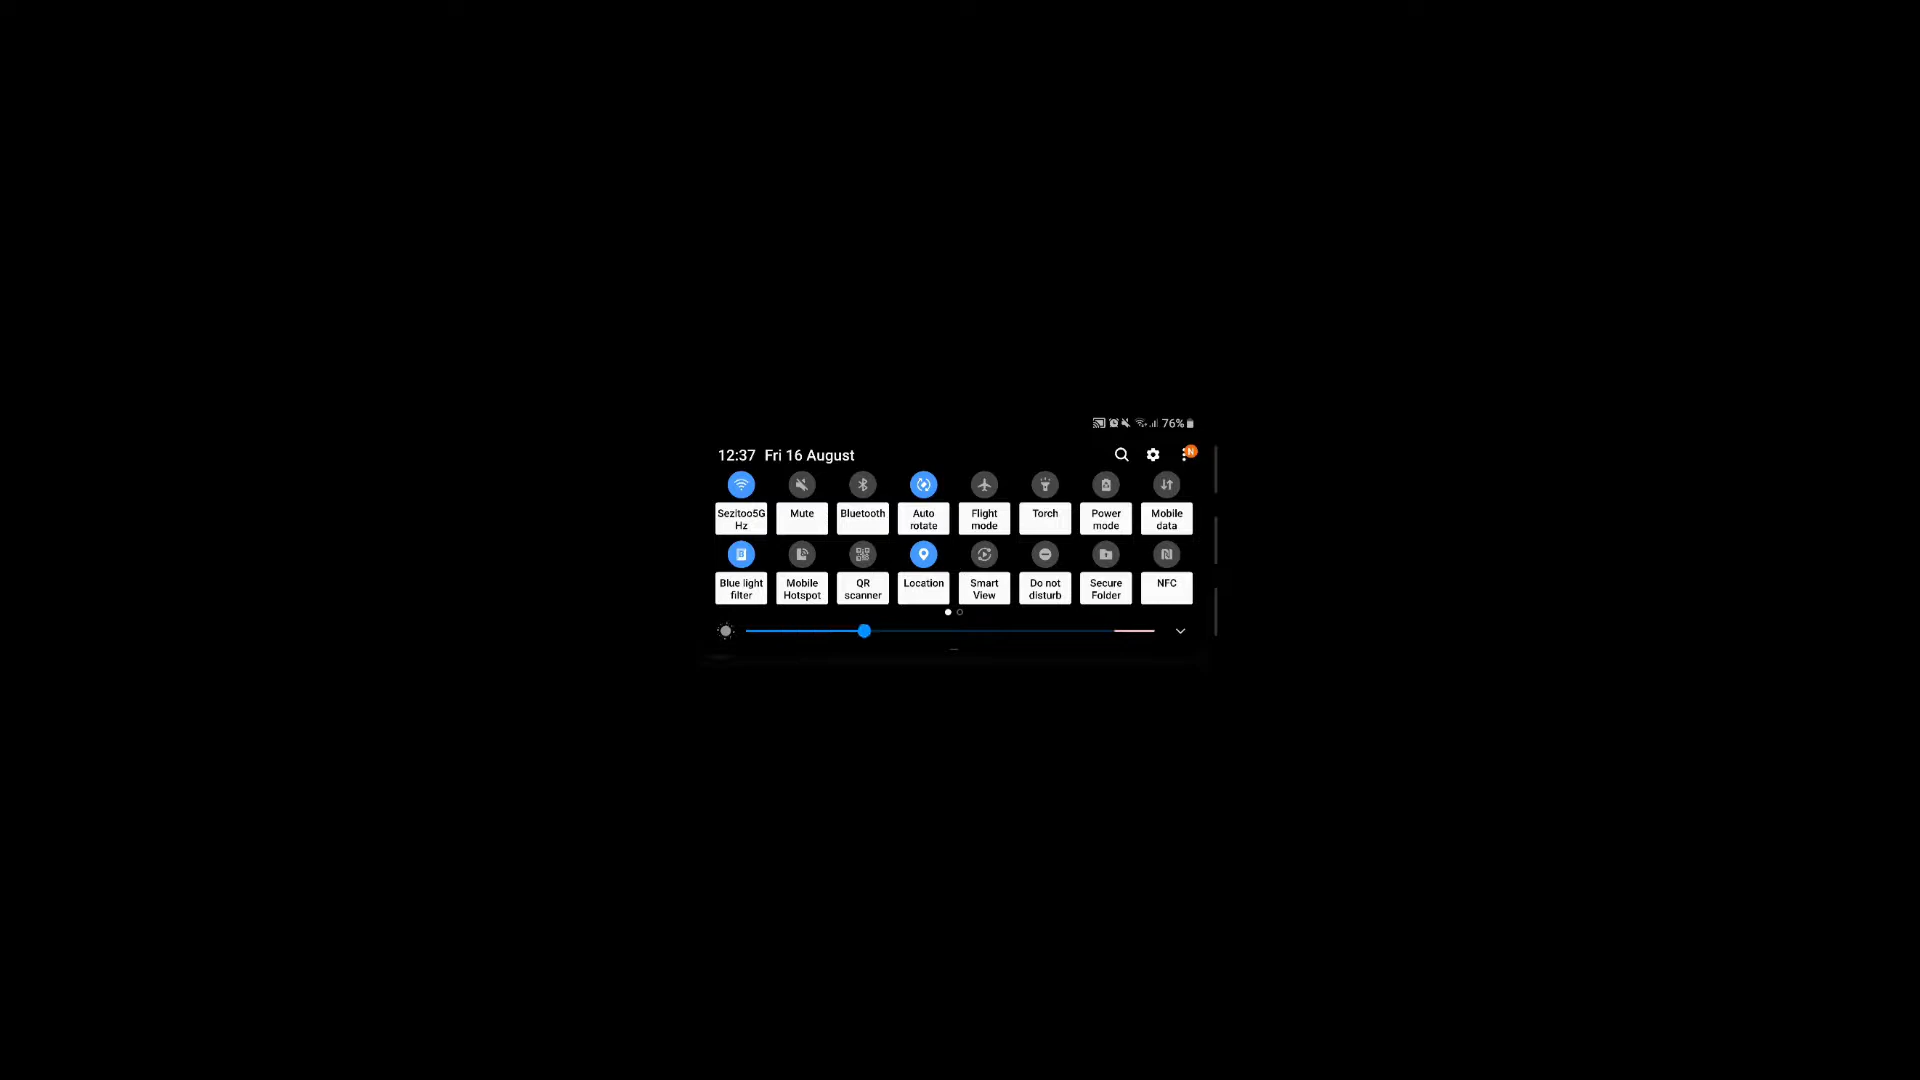 76%
12:37 Fri 16 August
N
Sezitoo5G
Hz
Mute
Bluetooth
Auto
rotate
Flight
mode
Torch
Power
mode
Mobile
data
Blue light
filter
Mobile
Hotspot
QR
scanner
Location
Smart
View
Do not
disturb
Secure
Folder
NFC